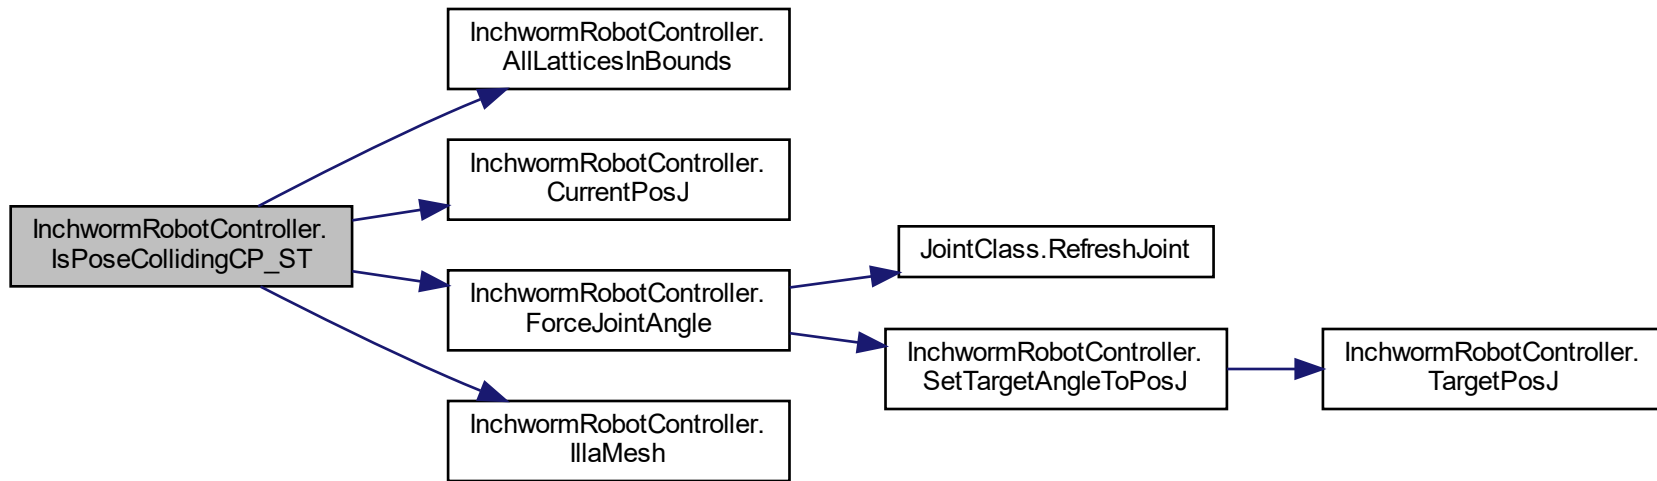 InchwormRobotController.
IsPoseCollidingCP_ST
InchwormRobotController.
AllLatticesInBounds
InchwormRobotController.
CurrentPosJ
InchwormRobotController.
ForceJointAngle
InchwormRobotController.
IllaMesh
JointClass.RefreshJoint
InchwormRobotController.
SetTargetAngleToPosJ
InchwormRobotController.
TargetPosJ